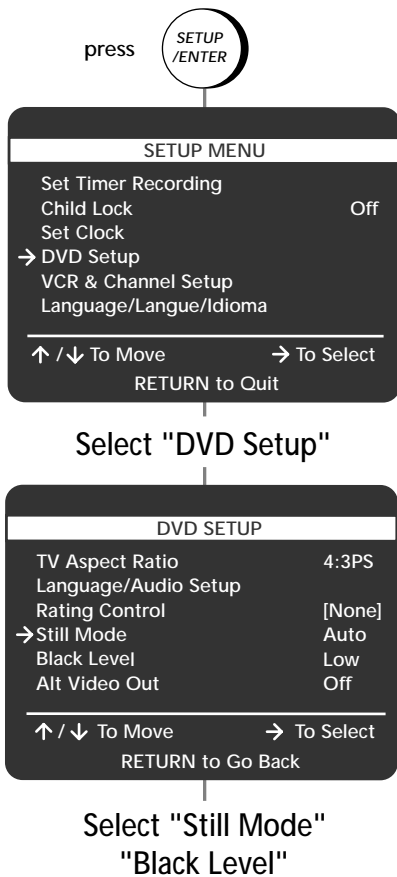 press SETUP
/ENTER
SETUP MENU
Set Timer Recording
Child Lock Off
Set Clock
→ DVD Setup
VCR & Channel Setup
Language/Langue/Idioma
↑ /↓ To Move → To Select
RETURN to Quit
Select "DVD Setup"
DVD SETUP
TV Aspect Ratio 4:3PS
Language/Audio Setup
Rating Control [None]
→Still Mode Auto
Black Level Low
Alt Video Out Off
↑ / ↓ To Move → To Select
RETURN to Go Back
Select "Still Mode"
"Black Level"